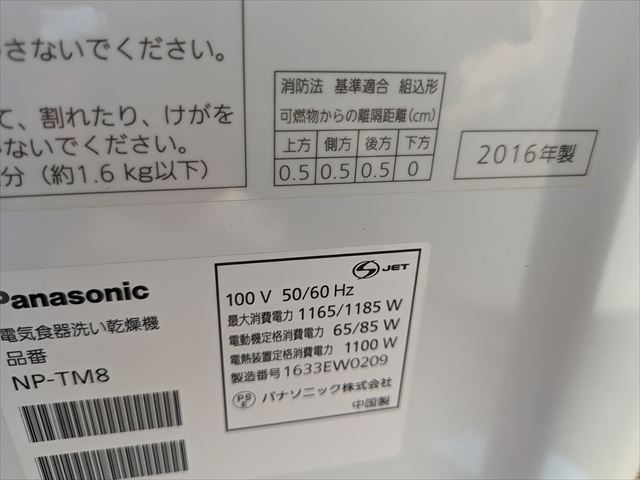 さないでください。
て、割れたり、けがを
いでください。
分 (約1.6 kg以下)
消防法 基準適合 組込形
可燃物からの離隔距離(cm)
上方 側方 後方 下方
0.5 0.5 0.5 0
2016年製
Panasonic
電気食器洗い乾燥機
品番
NP-TM8
JET
100 V 50/60 Hz
最大消費電力 1165/1185 W
電動機定格消費電力 65/85 W
電熱装置定格消費電力 1100 W
製造番号 1633EW0209
PSE パナソニック株式会社
中国製